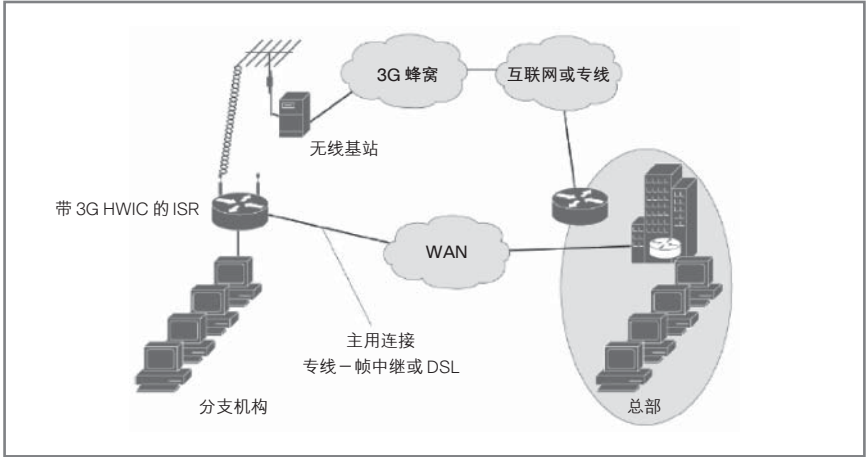 3G 蜂窝
互联网或专线
无线基站
带 3G HWIC 的 ISR
WAN
主用连接
专线－帧中继或 DSL
分支机构
总部